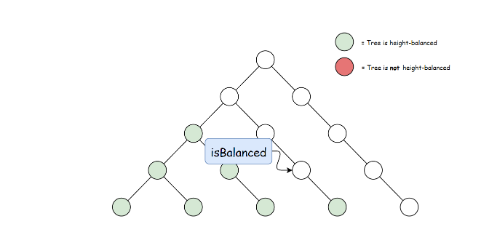 = Tree is height-balanced
= Tree is not height-balanced
isBalanced